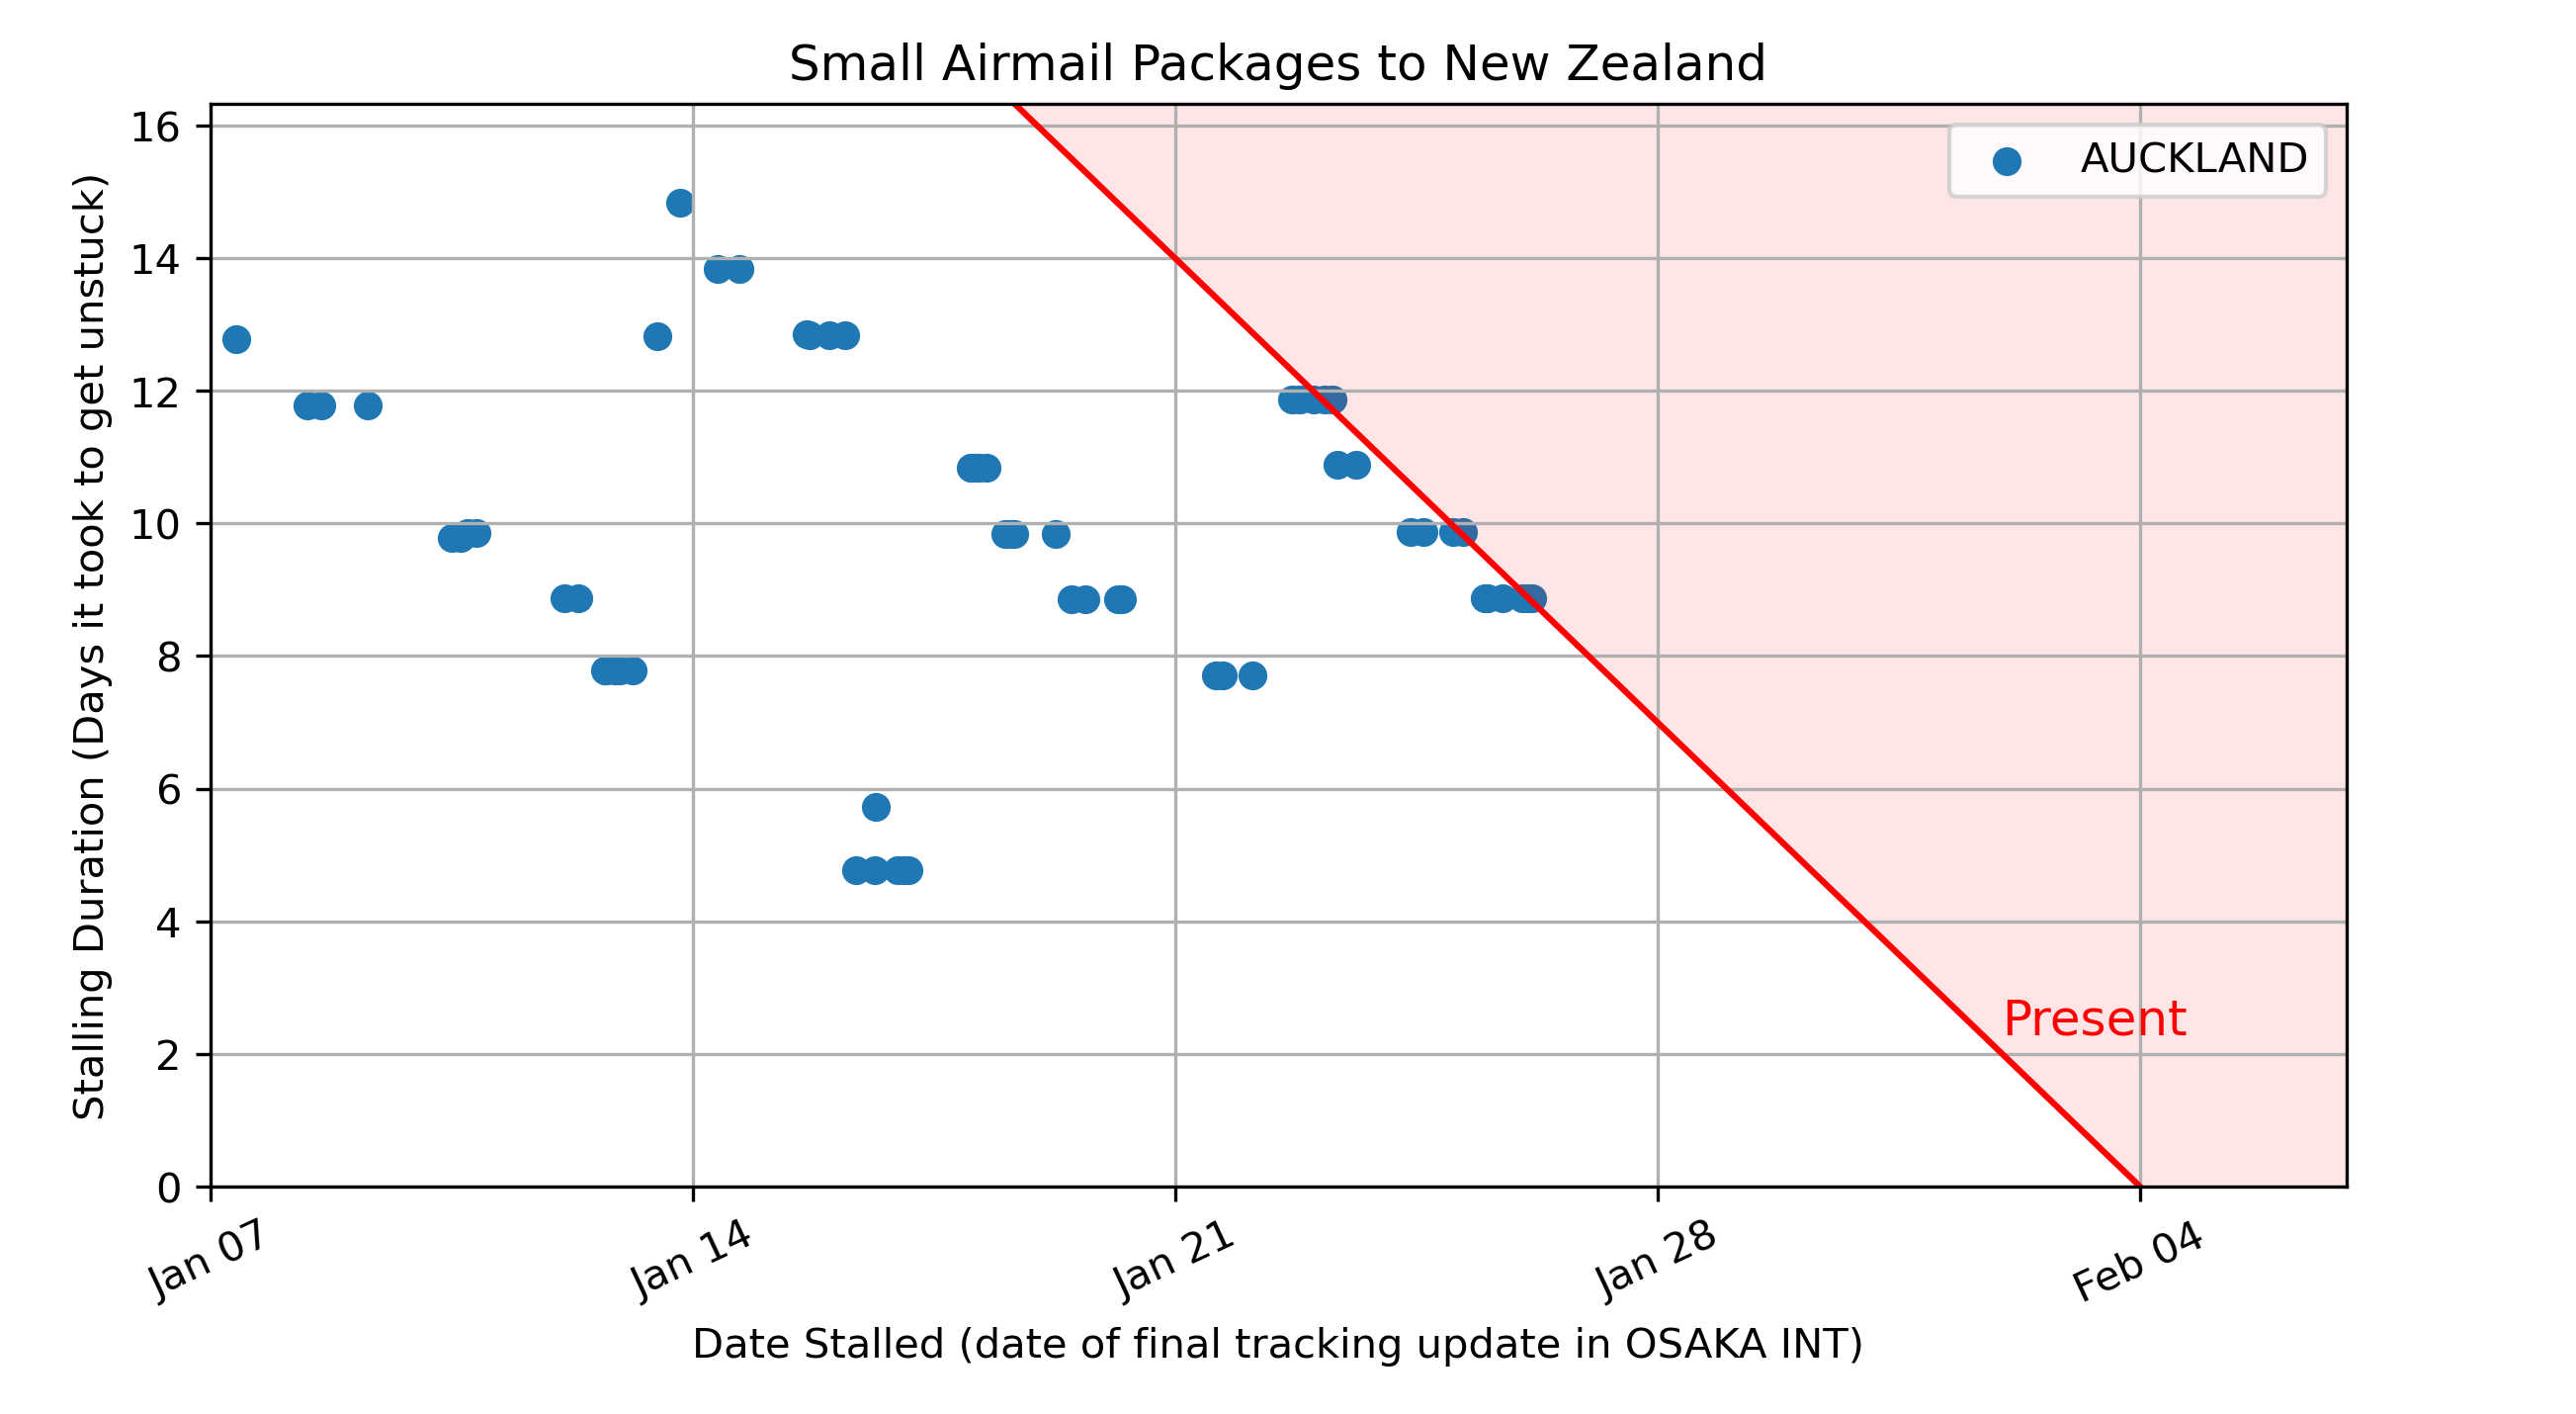 Small Airmail Packages to New Zealand
AUCKLAND
Stalling Duration (Days it took to get unstuck)
16
14
12
10
8
6
4
2
0
Present
Jan 07
Jan 14
Jan 21
Jan 28
Feb 04
Date Stalled (date of final tracking update in OSAKA INT)